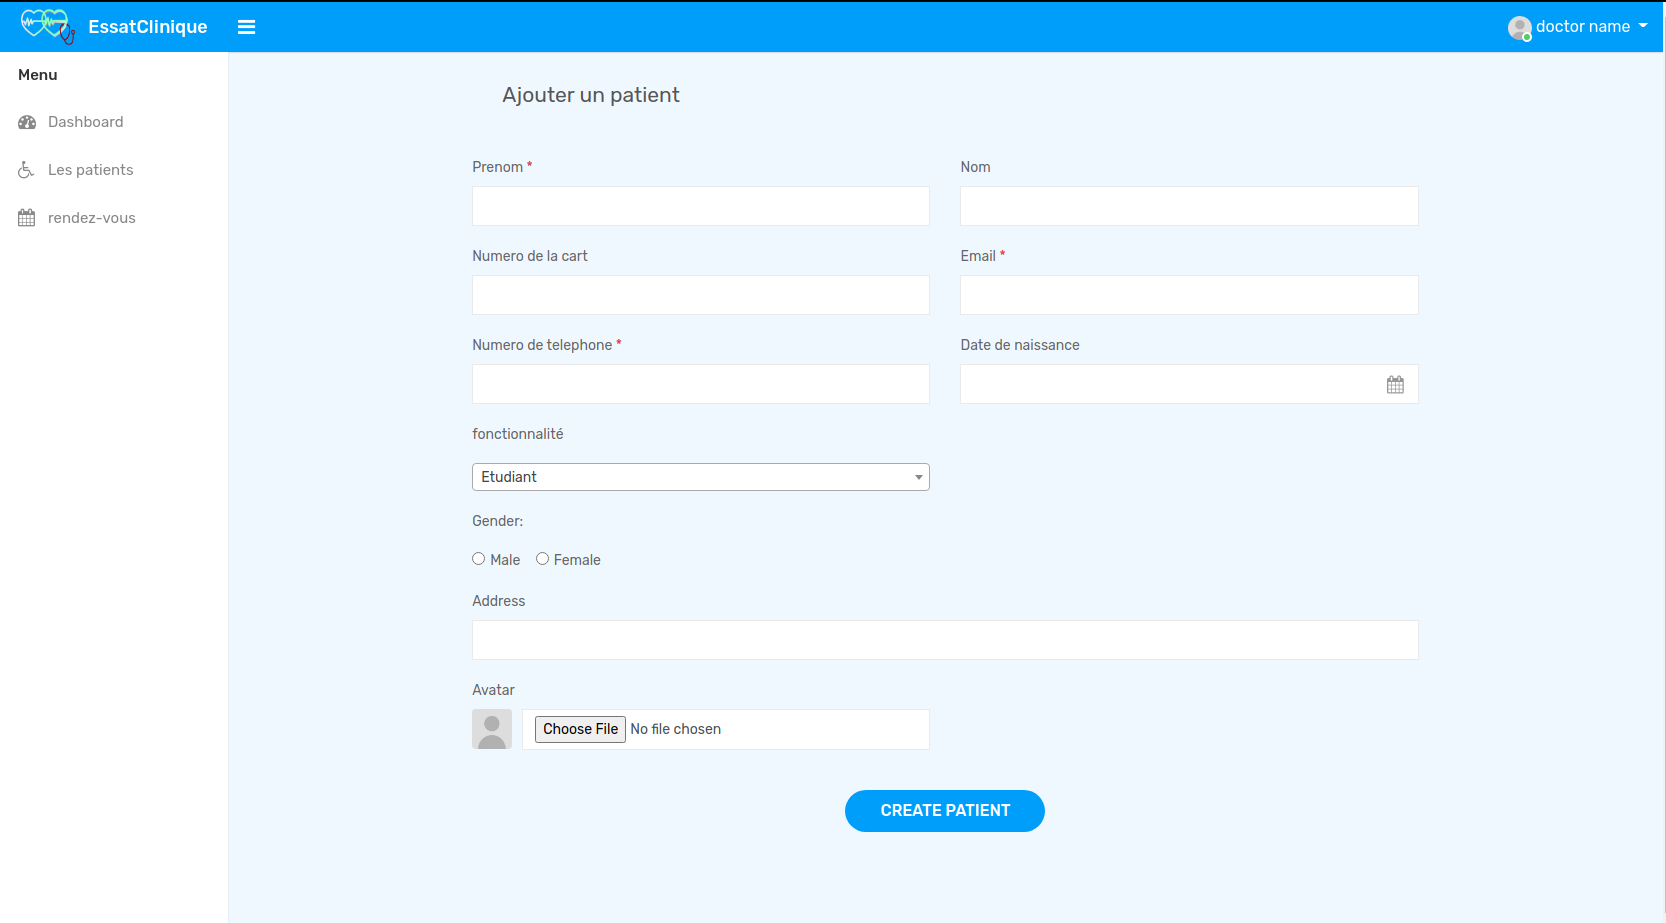 EssatClinique
doctor name
Menu
Dashboard
Les patients
rendez-vous
Ajouter un patient
Prenom *
Nom
Numero de la cart
Email *
Numero de telephone *
Date de naissance
fonctionnalité
Etudiant
Gender:
Male Female
Address
Avatar
Choose File No file chosen
CREATE PATIENT